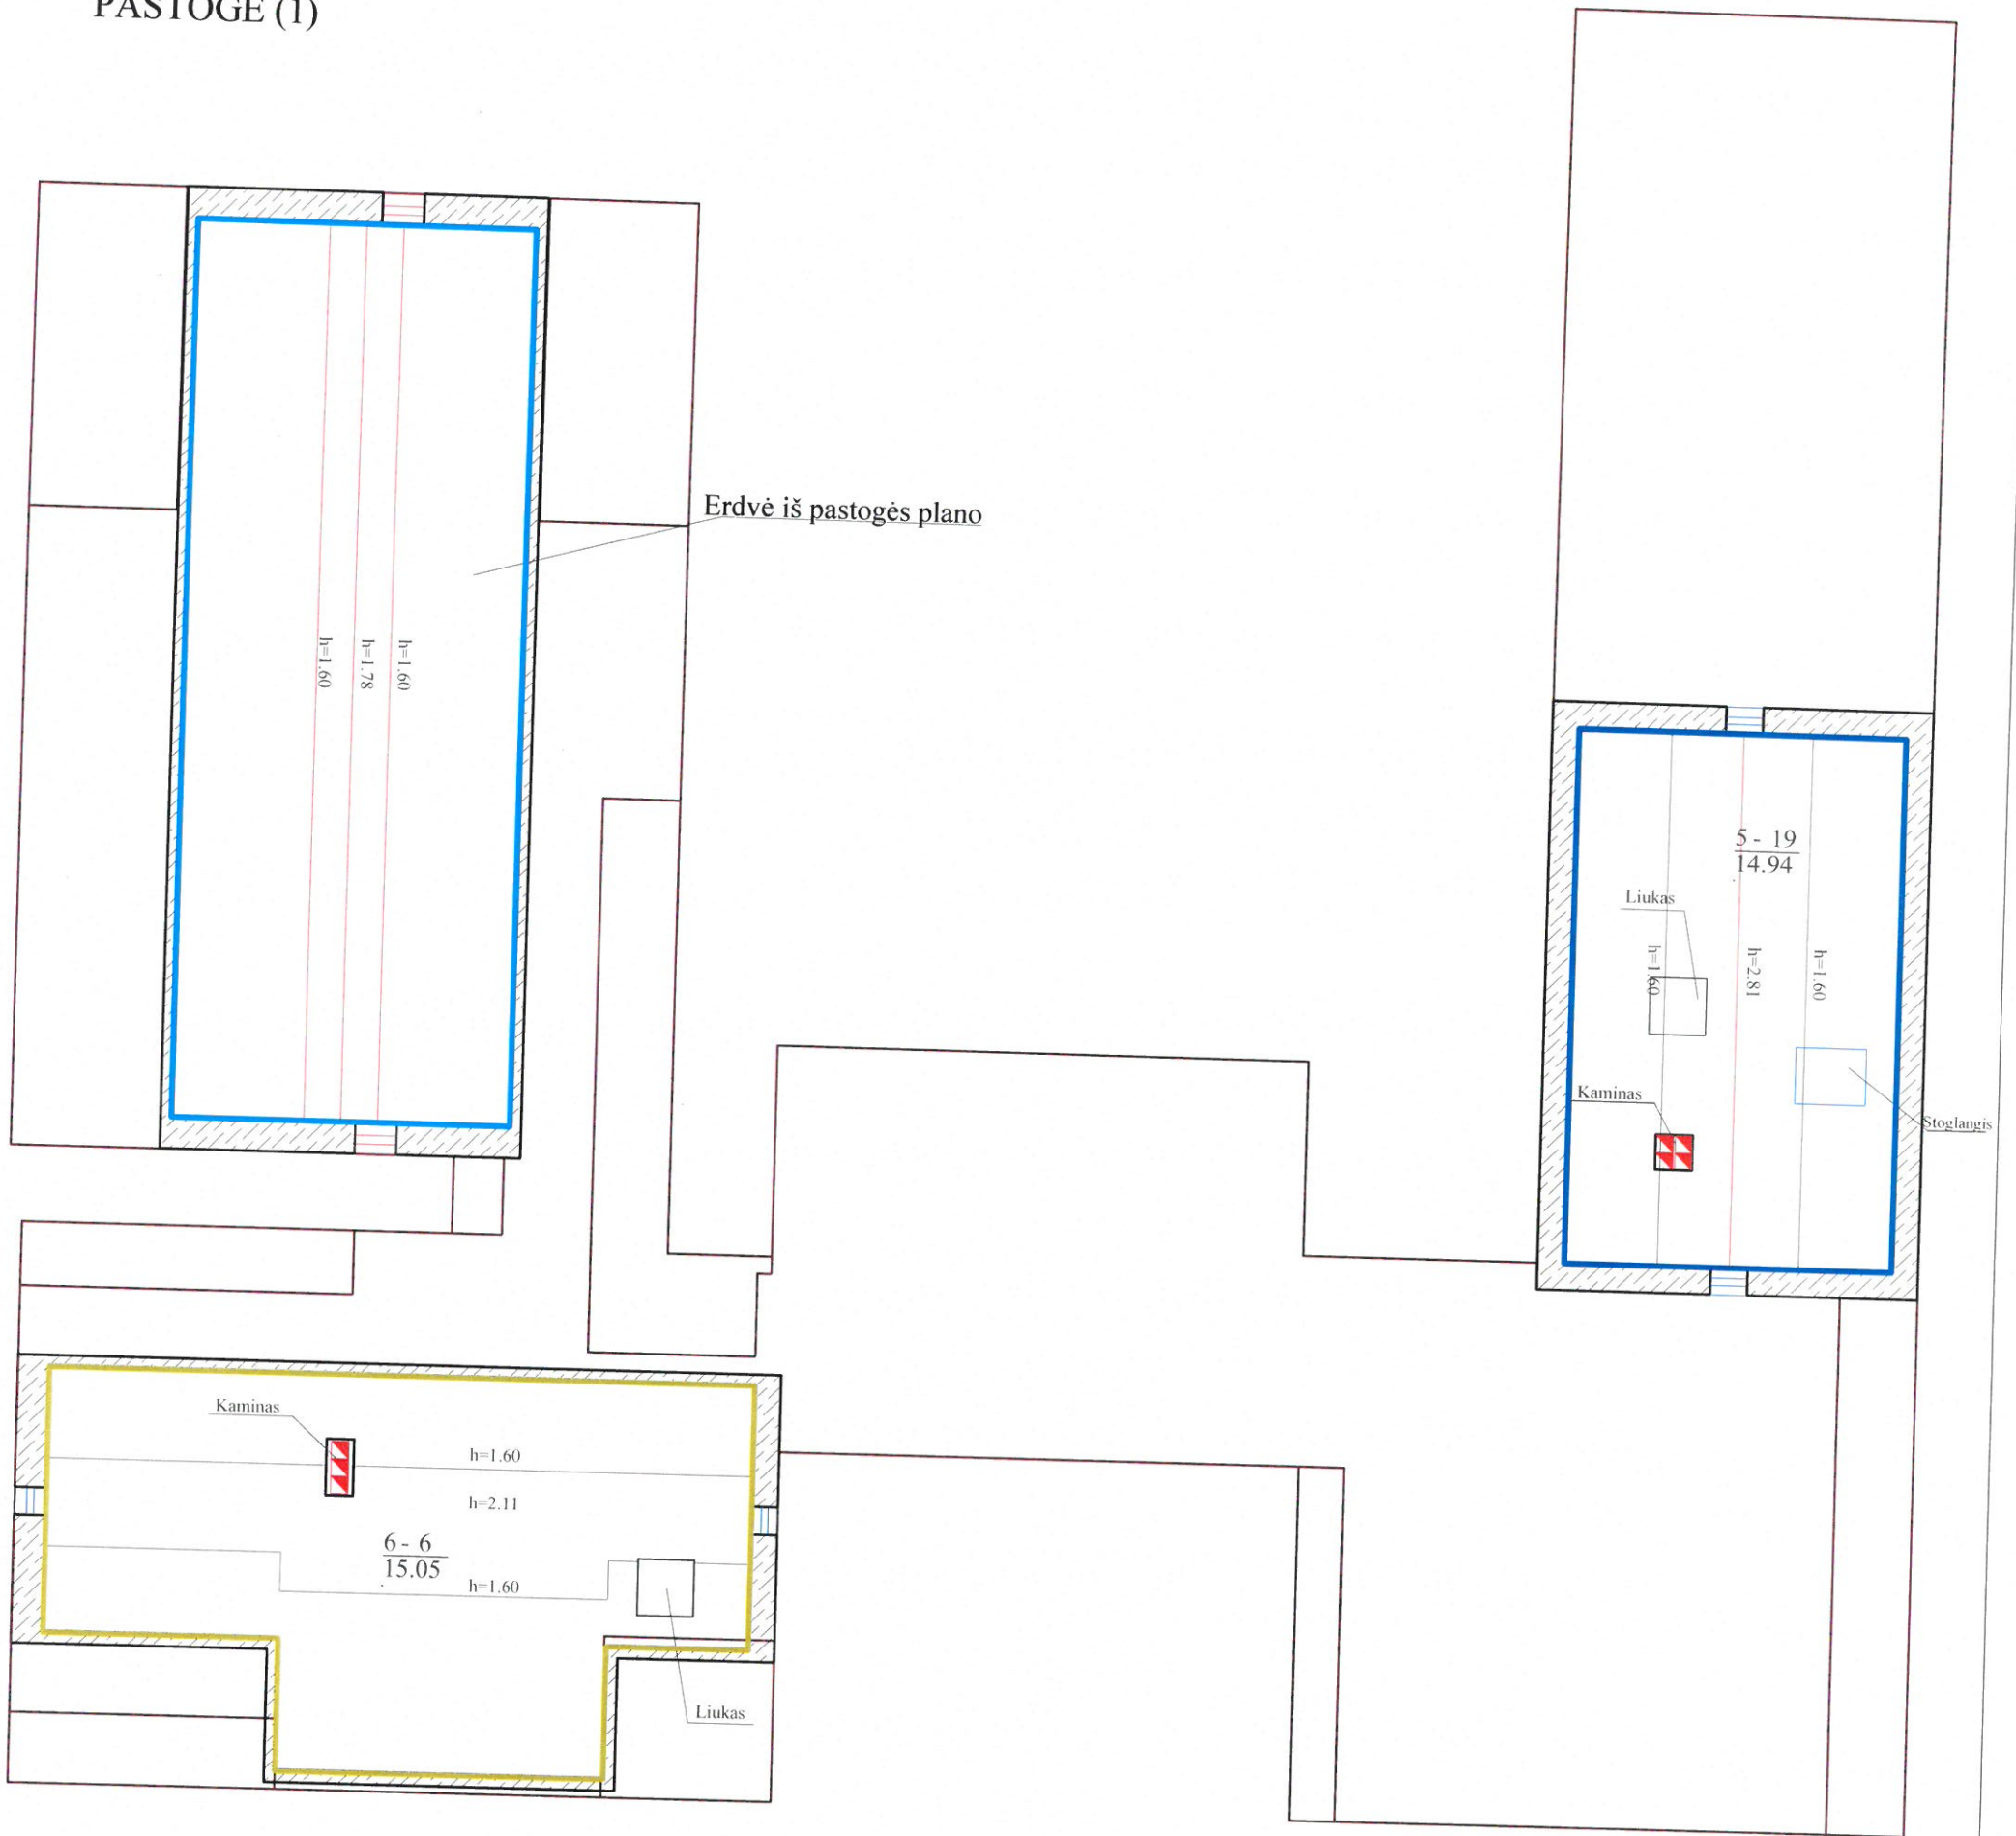 PASTOGĖ (1)
Erdvė iš pastogės plano
h=1.60
h=1.78
h=1.60
5 - 19
14.94
Liukas
h=1.60
h=2.81
h=1.60
Kaminas
Stoglangis
Kaminas
h=1.60
h=2.11
6 - 6
15.05
h=1.60
Liukas